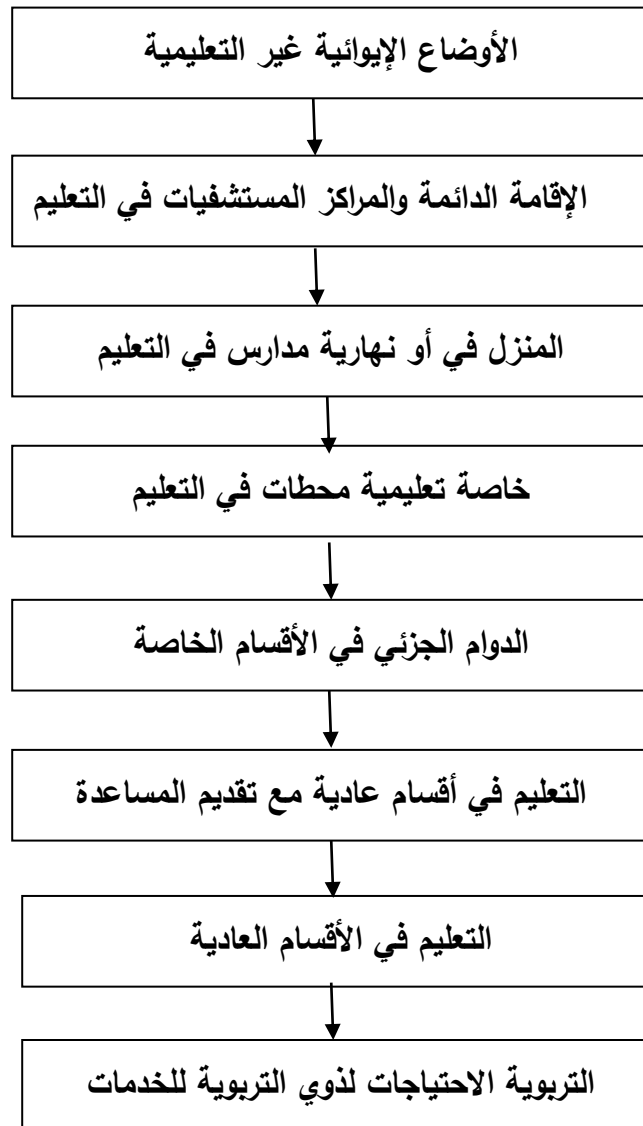 الأوضاع الإيوائية غير التعليمية
الإقامة الدائمة والمراكز المستشفيات في التعليم
المنزل في أو نهارية مدارس في التعليم
خاصة تعليمية محطات في التعليم
الدوام الجزئي في الأقسام الخاصة
التعليم في أقسام عادية مع تقديم المساعدة
التعليم في الأقسام العادية
التربوية الاحتياجات لذوي التربوية للخدمات